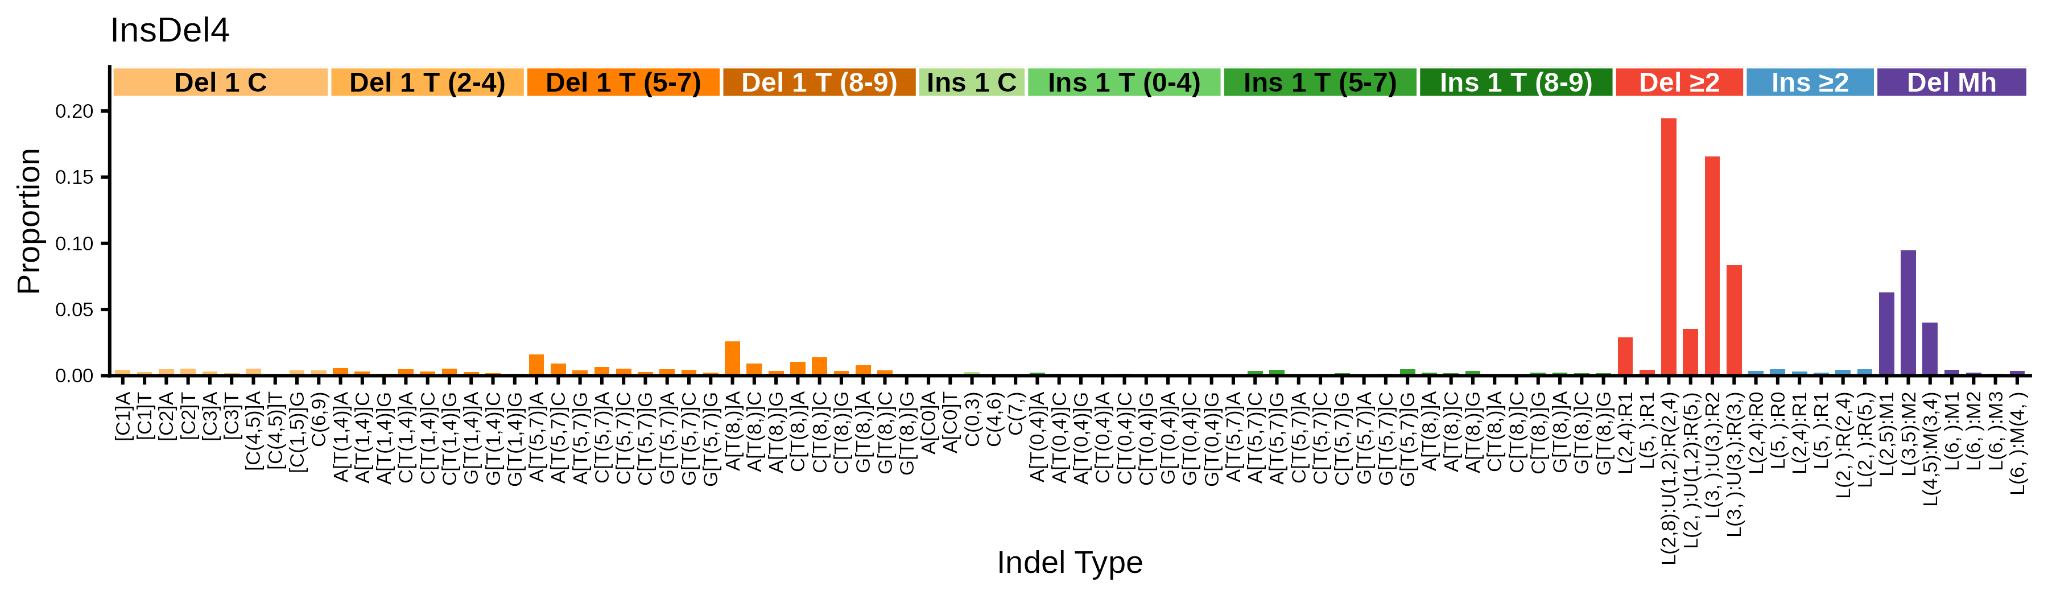 InsDel4
Del 1 C Del 1 T (2-4) Del 1 T (5-7) Del 1 T (8-9) Ins 1 C Ins 1 T (0-4) Ins 1 T (5-7) Ins 1 T (8-9) Del ≥2 Ins ≥2 Del Mh
Proportion
0.20
0.15
0.10
0.05
0.00
[C1]A
[C1]T
[C2]A
[C2]T
[C3]A
[C3]T
[C(4,5)]A
[C(4,5)]T
[C(1,5)]G
C(6,9)
A[T(1,4)]A
A[T(1,4)]C
A[T(1,4)]G
C[T(1,4)]A
C[T(1,4)]C
C[T(1,4)]G
G[T(1,4)]A
G[T(1,4)]C
G[T(1,4)]G
A[T(5,7)]A
A[T(5,7)]C
A[T(5,7)]G
C[T(5,7)]A
C[T(5,7)]C
C[T(5,7)]G
G[T(5,7)]A
G[T(5,7)]C
G[T(5,7)]G
A[T(8,)]A
A[T(8,)]C
A[T(8,)]G
C[T(8,)]A
C[T(8,)]C
C[T(8,)]G
G[T(8,)]A
G[T(8,)]C
G[T(8,)]G
A[C0]A
A[C0]T
C(0,3)
C(4,6)
C(7,)
A[T(0,4)]A
A[T(0,4)]C
A[T(0,4)]G
C[T(0,4)]A
C[T(0,4)]C
C[T(0,4)]G
G[T(0,4)]A
G[T(0,4)]C
G[T(0,4)]G
A[T(5,7)]A
A[T(5,7)]C
A[T(5,7)]G
C[T(5,7)]A
C[T(5,7)]C
C[T(5,7)]G
G[T(5,7)]A
G[T(5,7)]C
G[T(5,7)]G
A[T(8,)]A
A[T(8,)]C
A[T(8,)]G
C[T(8,)]A
C[T(8,)]C
C[T(8,)]G
G[T(8,)]A
G[T(8,)]C
G[T(8,)]G
L(2,4):R1
L(5, ):R1
L(2,8):U(1,2):R(2,4)
L(2, ):U(1,2):R(5,)
L(3, ):U(3,):R2
L(3, ):U(3,):R(3,)
L(2,4):R0
L(5, ):R0
L(2,4):R1
L(5, ):R1
L(2, ):R(2,4)
L(2, ):R(5,)
L(2,5):M1
L(3,5):M2
L(4,5):M(3,4)
L(6, ):M1
L(6, ):M2
L(6, ):M3
L(6, ):M(4, )
Indel Type